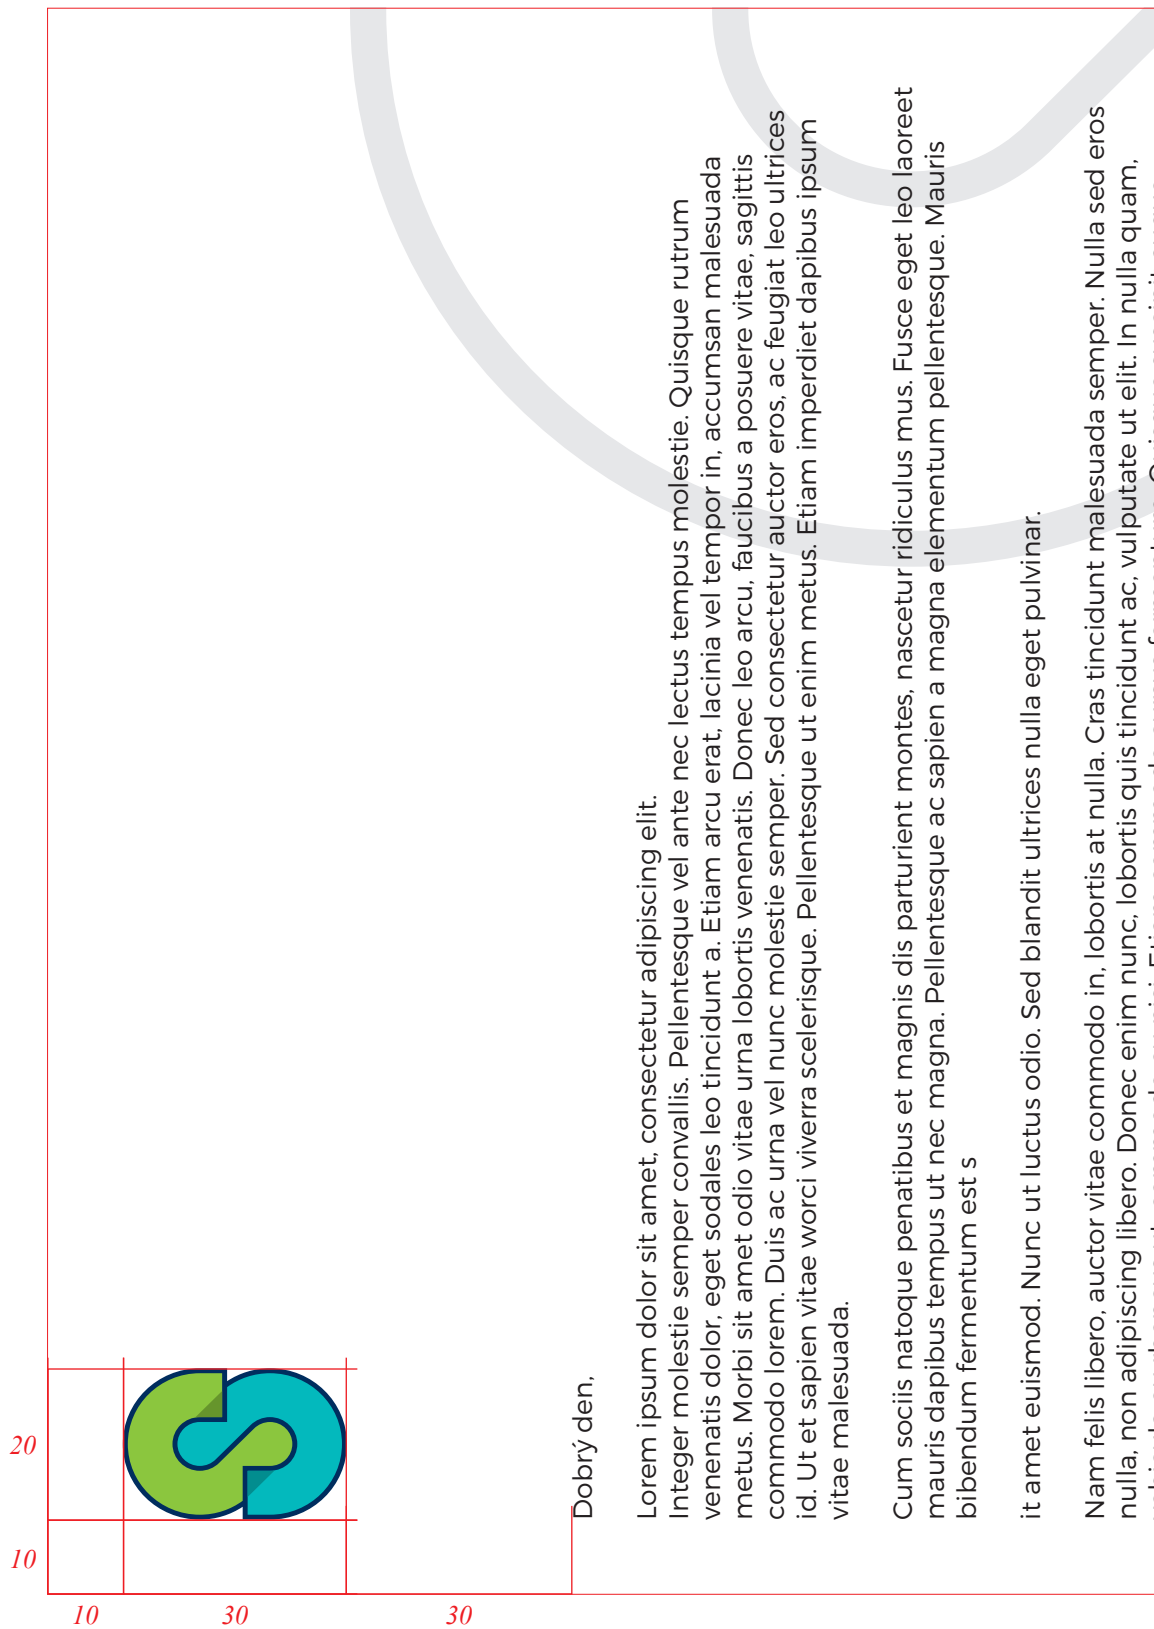 Dobrý den,
Lorem ipsum dolor sit amet, consectetur adipiscing elit.
Integer molestie semper convallis. Pellentesque vel ante nec lectus tempus molestie. Quisque rutrum
venenatis dolor, eget sodales leo tincidunt a. Etiam arcu erat, lacinia vel tempor in, accumsan malesuada
metus. Morbi sit amet odio vitae urna lobortis venenatis. Donec leo arcu, faucibus a posuere vitae, sagittis
commodo lorem. Duis ac urna vel nunc molestie semper. Sed consectetur auctor eros, ac feugiat leo ultrices
id. Ut et sapien vitae worci viverra scelerisque. Pellentesque ut enim metus. Etiam imperdiet dapibus ipsum
vitae malesuada.
Cum sociis natoque penatibus et magnis dis parturient montes, nascetur ridiculus mus. Fusce eget leo laoreet
mauris dapibus tempus ut nec magna. Pellentesque ac sapien a magna elementum pellentesque. Mauris
bibendum fermentum est s
it amet euismod. Nunc ut luctus odio. Sed blandit ultrices nulla eget pulvinar.
Nam felis libero, auctor vitae commodo in, lobortis at nulla. Cras tincidunt malesuada semper. Nulla sed eros
nulla, non adipiscing libero. Donec enim nunc, lobortis quis tincidunt ac, vulputate ut elit. In nulla quam,
20
10
10
30
30